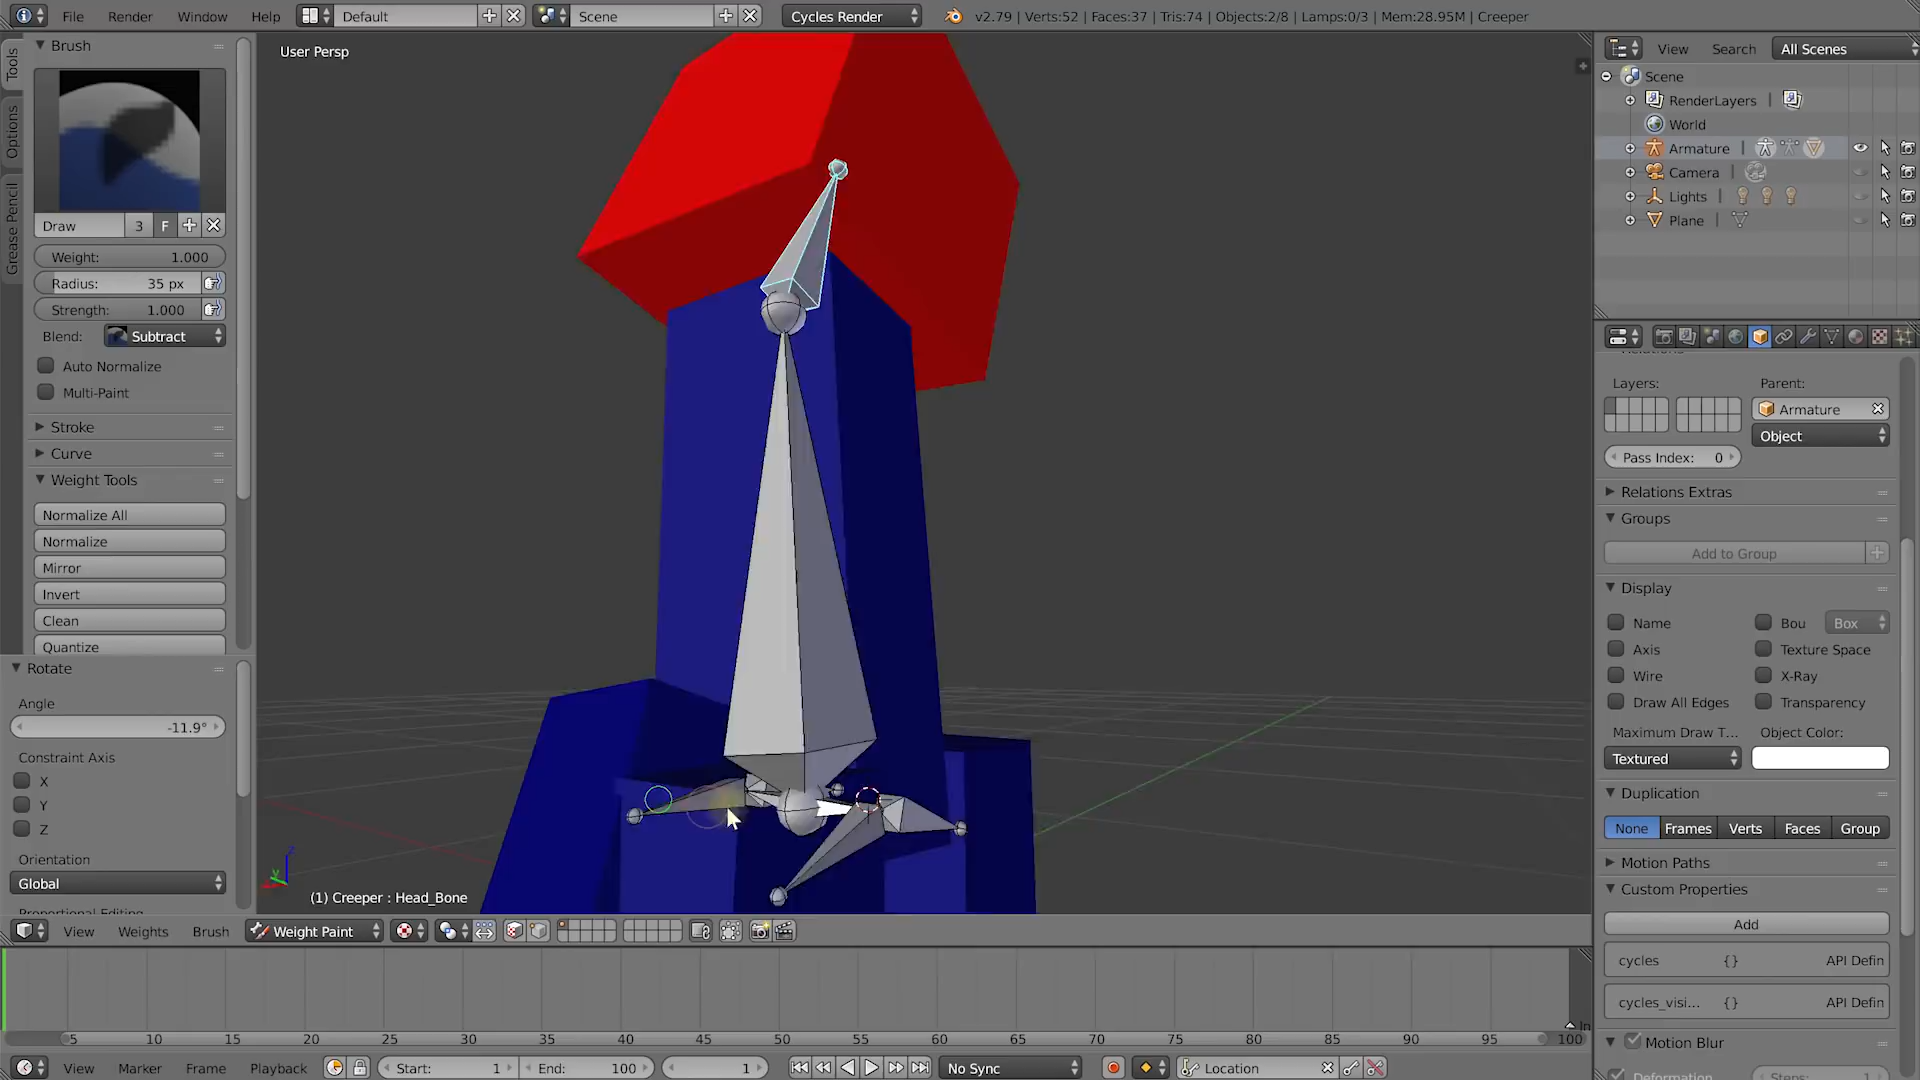 File Render Window Help Default Scene Cycles Render v2.79 | Verts:52 | Faces:37 | Tris:74 | Objects:2/8 | Lamps:0/3 | Mem:28.95M | Creeper
Tools
Options
Grease Pencil
Brush
Draw 3 F
Weight: 1.000
Radius: 35 px
Strength: 1.000
Blend: Subtract
Auto Normalize
Multi-Paint
Stroke
Curve
Weight Tools
Normalize All
Normalize
Mirror
Invert
Clean
Quantize
Rotate
Angle
-11.9°
Constraint Axis
X
Y
Z
Orientation
Global
User Persp
(1) Creeper : Head_Bone
View Weights Brush Weight Paint
5 10 15 20 25 30 35 40 45 50 55 60 65 70 75 80 85 90 95 100
View Marker Frame Playback Start: 1 End: 100 1 No Sync Location
View Search All Scenes
Scene
RenderLayers |
World
Armature |
Camera |
Lights |
Plane |
Layers: Parent:
Armature
Object
Pass Index: 0
Relations Extras
Groups
Add to Group
Display
Name Bou Box
Axis Texture Space
Wire X-Ray
Draw All Edges Transparency
Maximum Draw T... Object Color:
Textured
Duplication
None Frames Verts Faces Group
Motion Paths
Custom Properties
Add
cycles {} API Defin
cycles_visi... {} API Defin
Motion Blur